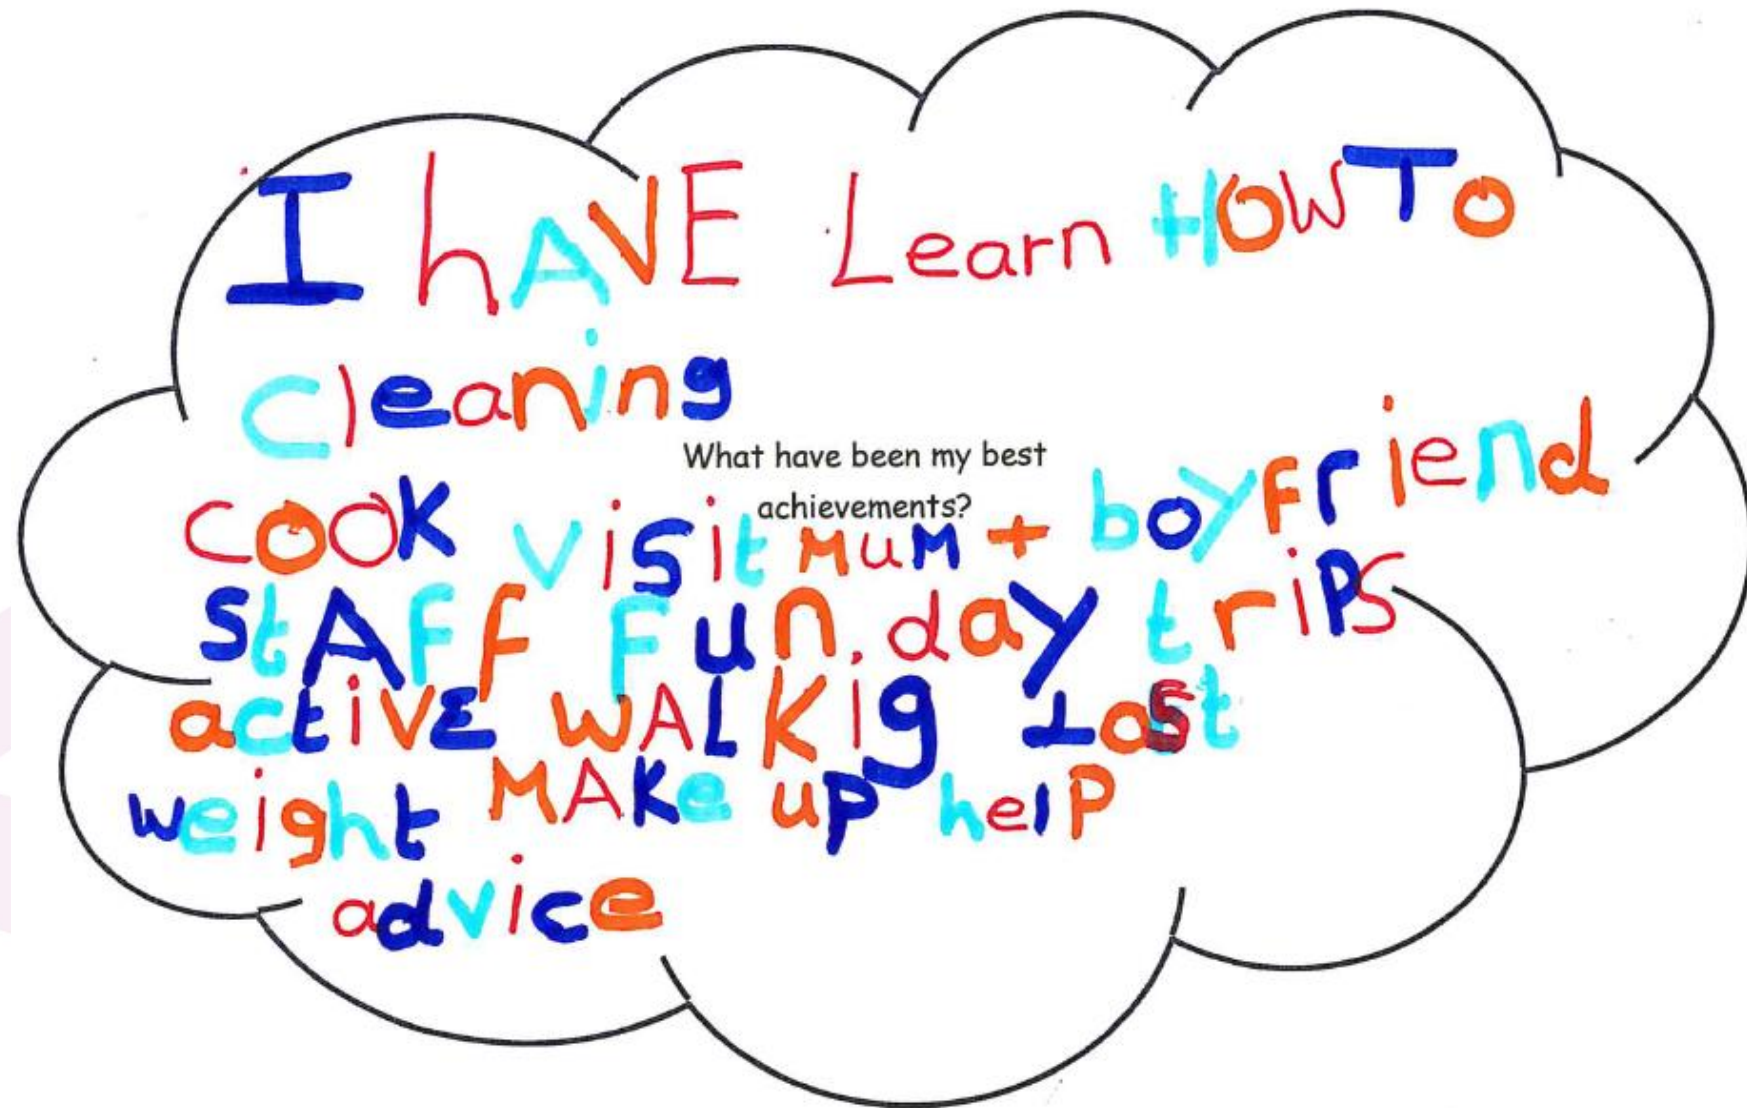 I hAVE Learn HOW TO
Cleaning
What have been my best
achievements?
COOK visit MuM + boyfriend
StAFF Fun. day trips
activE WALKig Lost
weight MAKe up help
advice